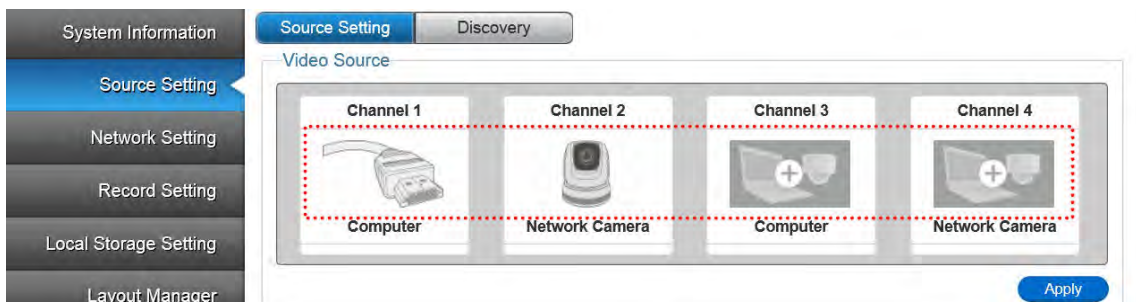 System Information
Source Setting
Network Setting
Record Setting
Local Storage Setting
Layout Manager
Source Setting Discovery
Video Source
Channel 1 Channel 2 Channel 3 Channel 4
Computer Network Camera Computer Network Camera
Apply